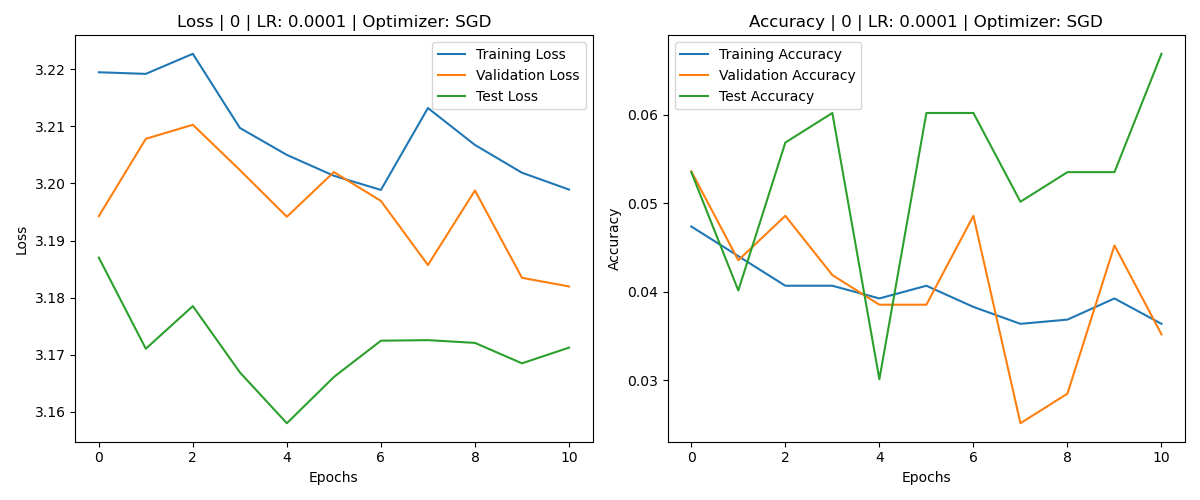 Loss | 0 | LR: 0.0001 | Optimizer: SGD
Training Loss
Validation Loss
Test Loss
3.22
3.21
3.20
3.19
3.18
3.17
3.16
Loss
0
2
4
6
8
10
Epochs
Accuracy | 0 | LR: 0.0001 | Optimizer: SGD
Training Accuracy
Validation Accuracy
Test Accuracy
0.06
0.05
0.04
0.03
Accuracy
0
2
4
6
8
10
Epochs